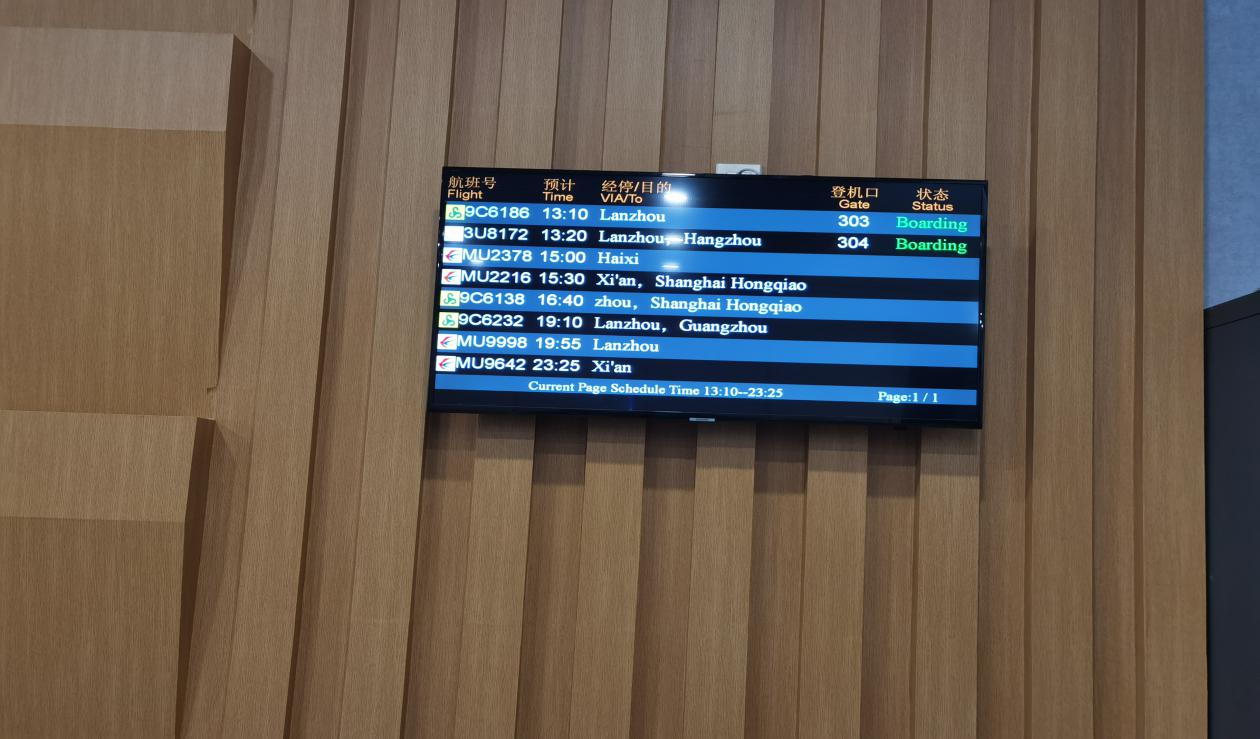 航班号 预计 经停/目的 登机口 状态
Flight Time VIA/To Gate Status
9C6186 13:10 Lanzhou 303 Boarding
3U8172 13:20 Lanzhou, Hangzhou 304 Boarding
MU2378 15:00 Haixi
MU2216 15:30 Xi'an, Shanghai Hongqiao
9C6138 16:40 zhou, Shanghai Hongqiao
9C6232 19:10 Lanzhou, Guangzhou
MU9998 19:55 Lanzhou
MU9642 23:25 Xi'an
Current Page Schedule Time 13:10--23:25 Page:1 / 1